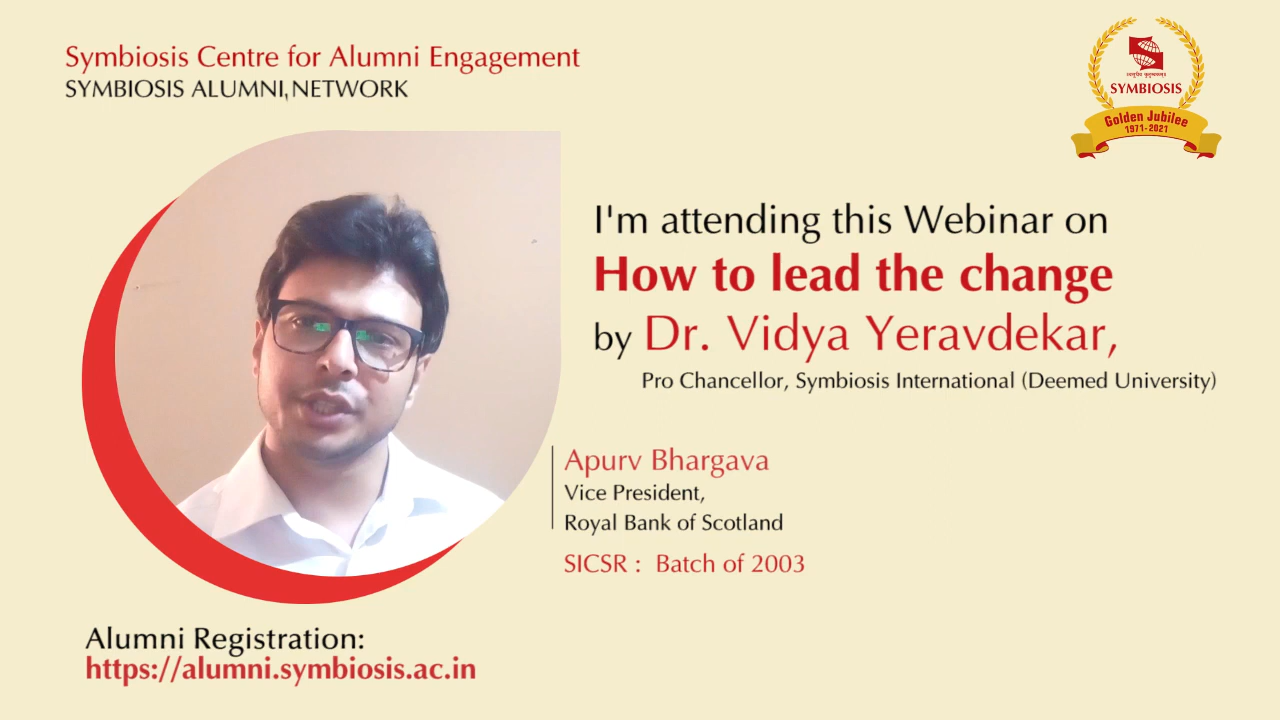 Symbiosis Centre for Alumni Engagement
SYMBIOSIS ALUMNI, NETWORK
SYMBIOSIS
Golden Jubilee
1971-2021
I'm attending this Webinar on
How to lead the change
by Dr. Vidya Yeravdekar,
Pro Chancellor, Symbiosis International (Deemed University)
Apurv Bhargava
Vice President,
Royal Bank of Scotland
SICSR : Batch of 2003
Alumni Registration:
https://alumni.symbiosis.ac.in